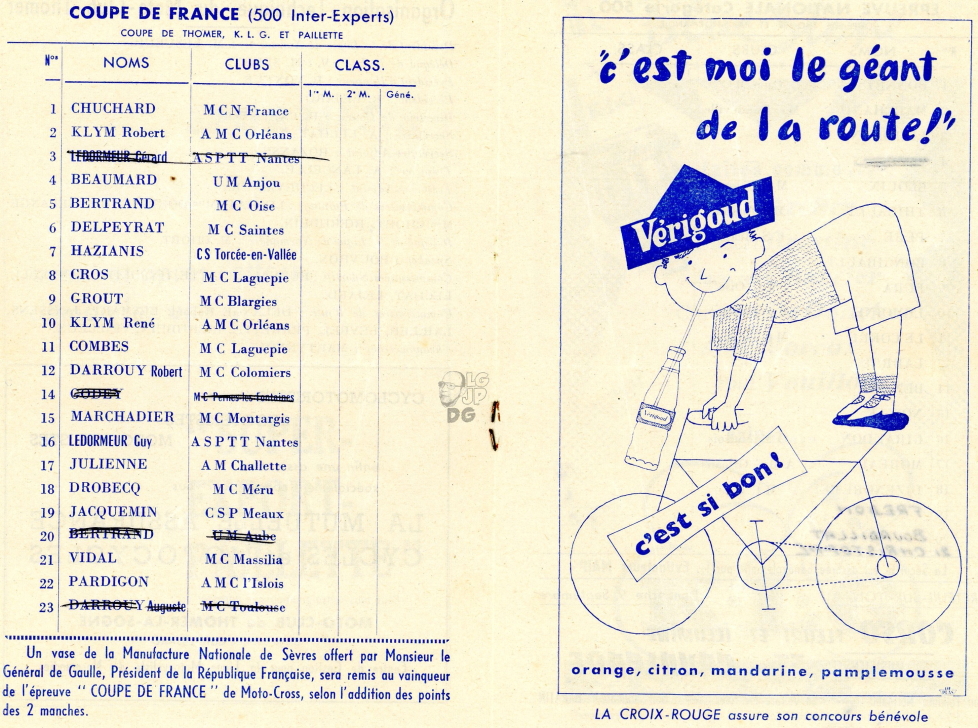 COUPE DE FRANCE (500 Inter-Experts)
COUPE DE THOMER, K. L. G. ET PAILLETTE
Nos NOMS CLUBS CLASS.
1re M. 2e M. Géné.
1 CHUCHARD M C N France
2 KLYM Robert A M C Orléans
3 LEDORMEUR Gérard A S P T T Nantes
4 BEAUMARD U M Anjou
5 BERTRAND M C Oise
6 DELPEYRAT M C Saintes
7 HAZIANIS C S Torcée-en-Vallée
8 CROS M C Laguepie
9 GROUT M C Blargies
10 KLYM René A M C Orléans
11 COMBES M C Laguepie
12 DARROUY Robert M C Colomiers
14 GODEY M C Pernes-les-Fontaines
15 MARCHADIER M C Montargis
16 LEDORMEUR Guy A S P T T Nantes
17 JULIENNE A M Challette
18 DROBECQ M C Méru
19 JACQUEMIN C S P Meaux
20 BERTRAND U M Aube
21 VIDAL M C Massilia
22 PARDIGON A M C l'Islois
23 DARROUY Auguste M C Toulouse
Un vase de la Manufacture Nationale de Sèvres offert par Monsieur le
Général de Gaulle, Président de la République Française, sera remis au vainqueur
de l'épreuve " COUPE DE FRANCE " de Moto-Cross, selon l'addition des points
des 2 manches.
LG
JP
DG
"c'est moi le géant
de la route!"
Vérigoud
Vérigoud
c'est si bon!
orange, citron, mandarine, pamplemousse
LA CROIX-ROUGE assure son concours bénévole